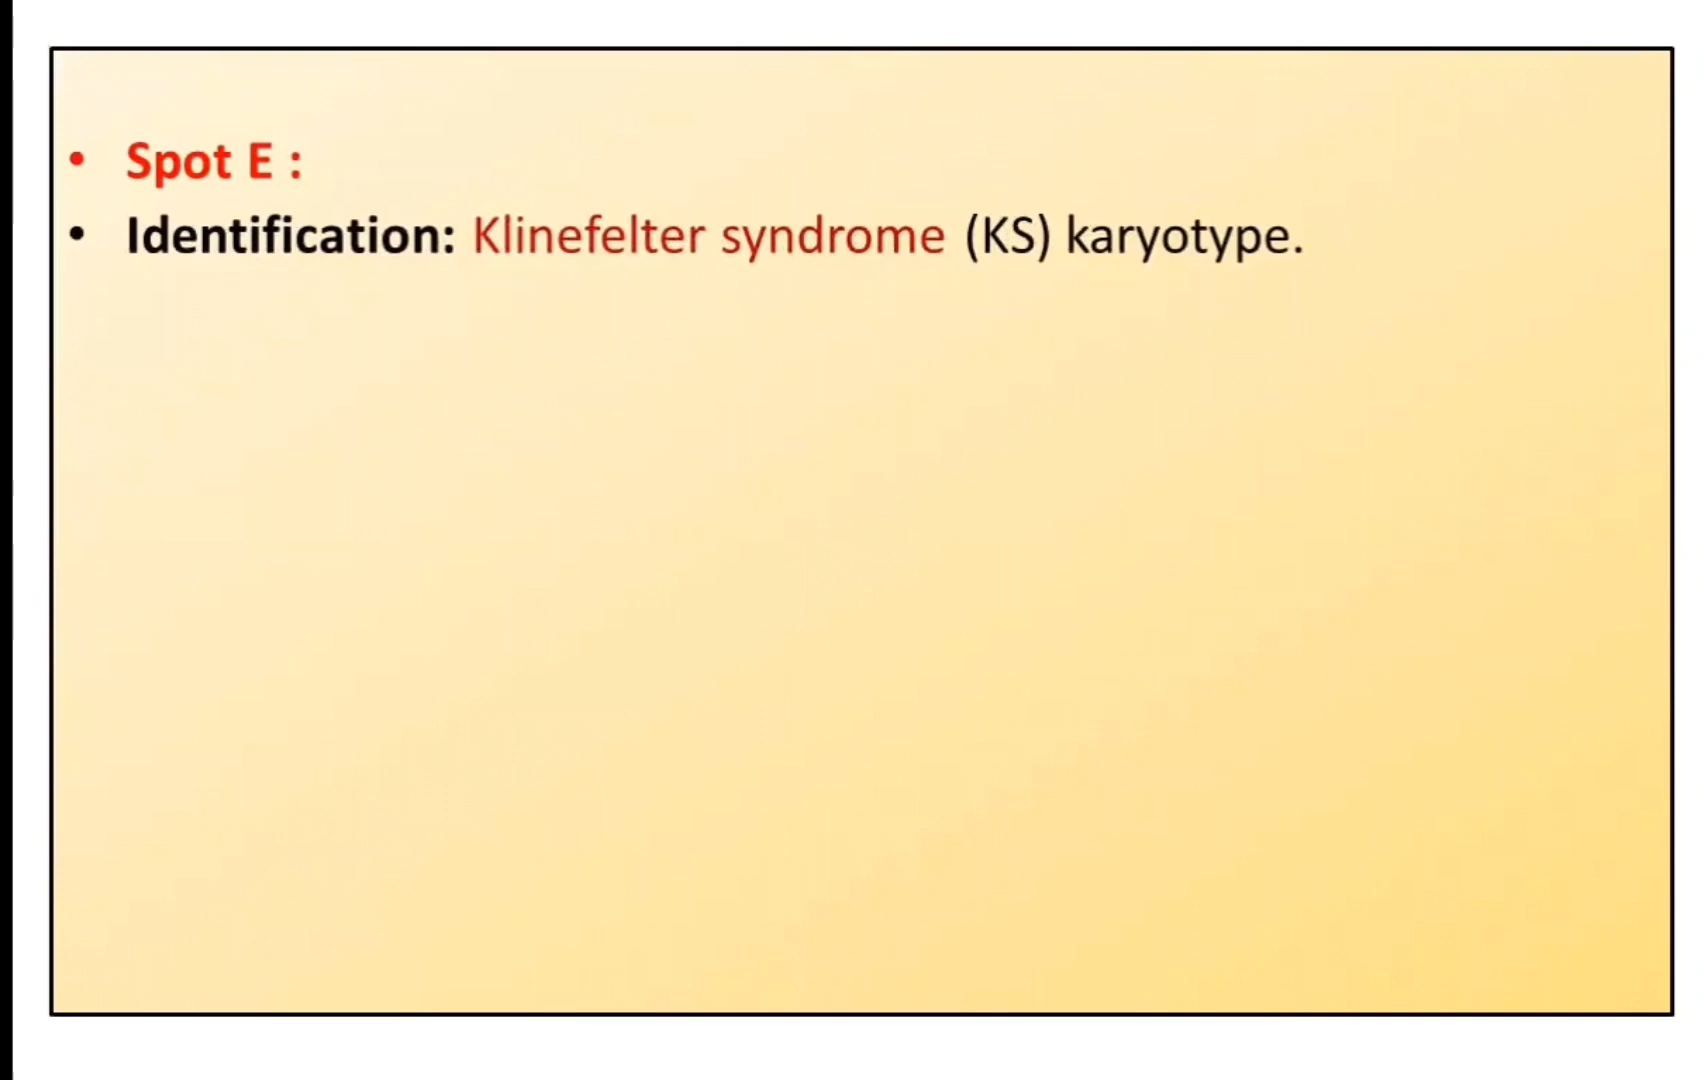 • Spot E :
• Identification: Klinefelter syndrome (KS) karyotype.